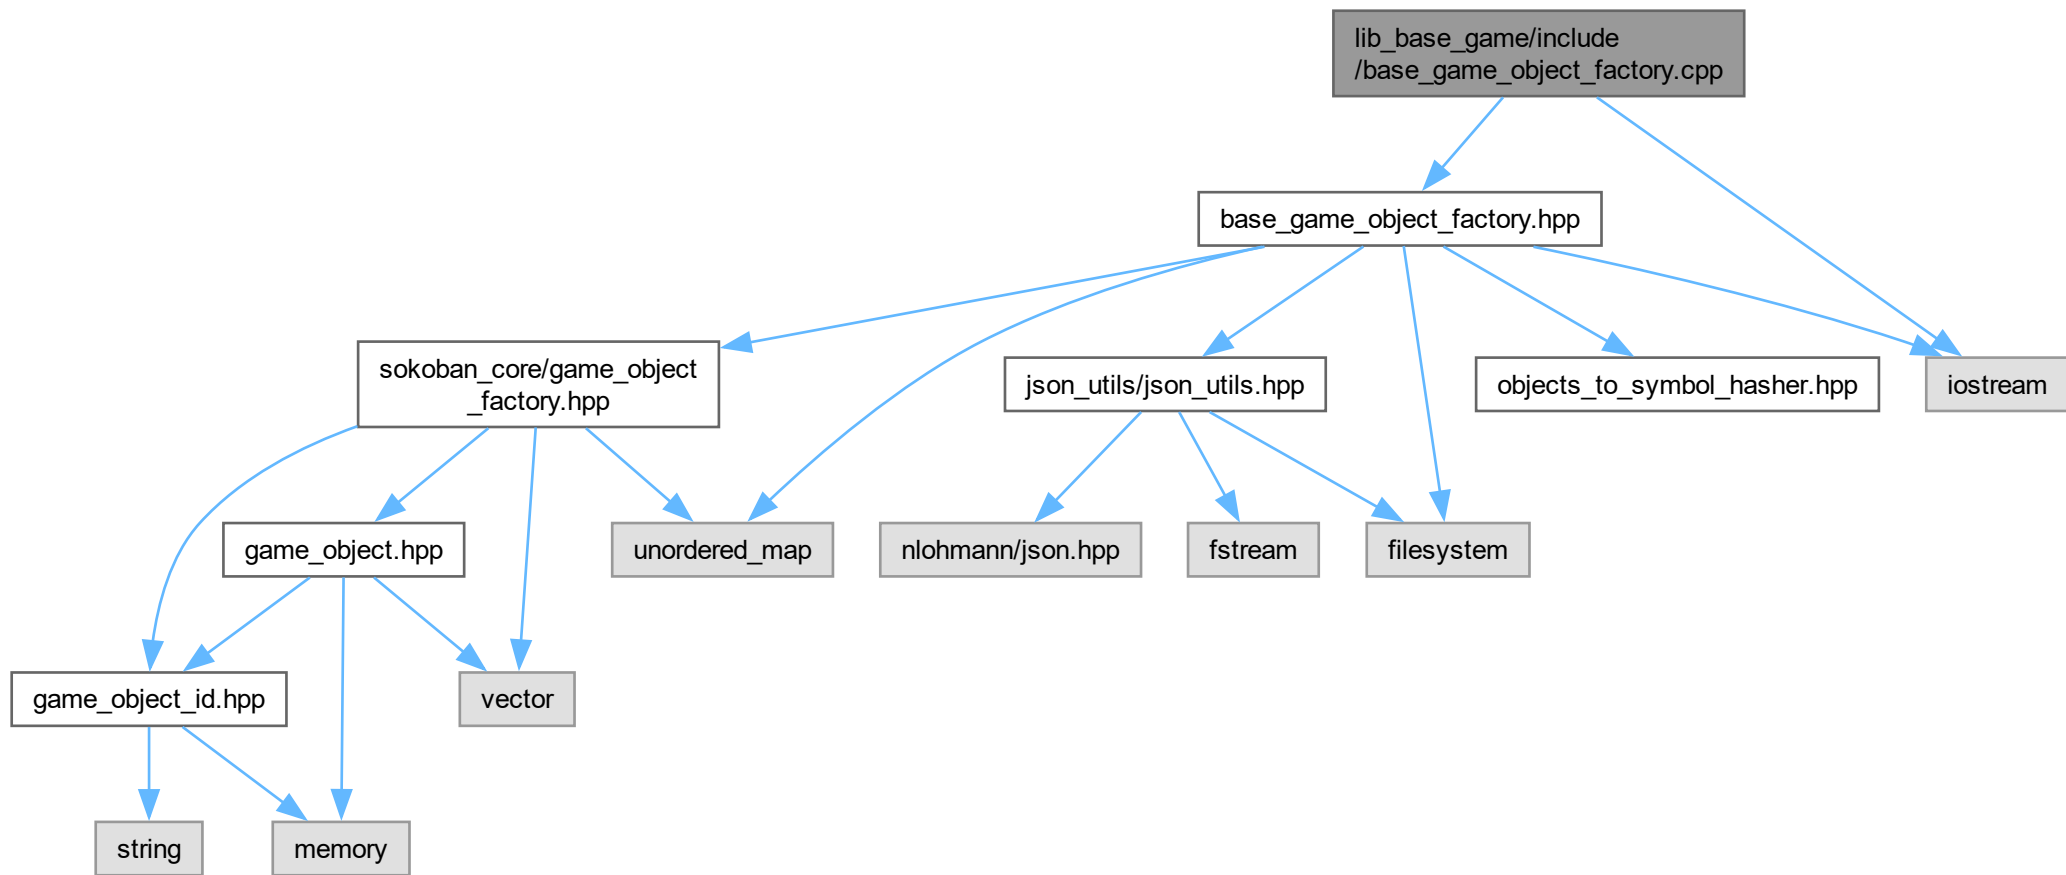 lib_base_game/include
/base_game_object_factory.cpp
base_game_object_factory.hpp
sokoban_core/game_object
_factory.hpp
json_utils/json_utils.hpp
objects_to_symbol_hasher.hpp
iostream
game_object.hpp
unordered_map
nlohmann/json.hpp
fstream
filesystem
game_object_id.hpp
vector
string
memory